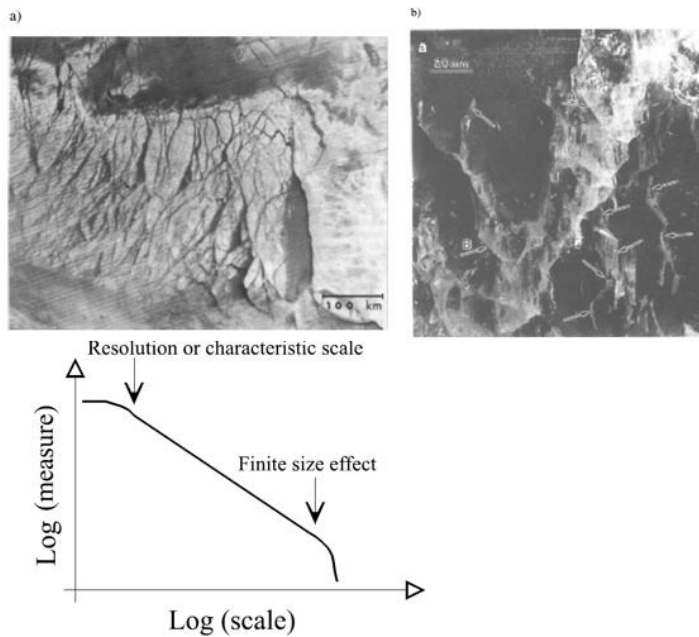 a)
b)
a
100 km
B
Resolution or characteristic scale
Finite size effect
Log (measure)
Log (scale)